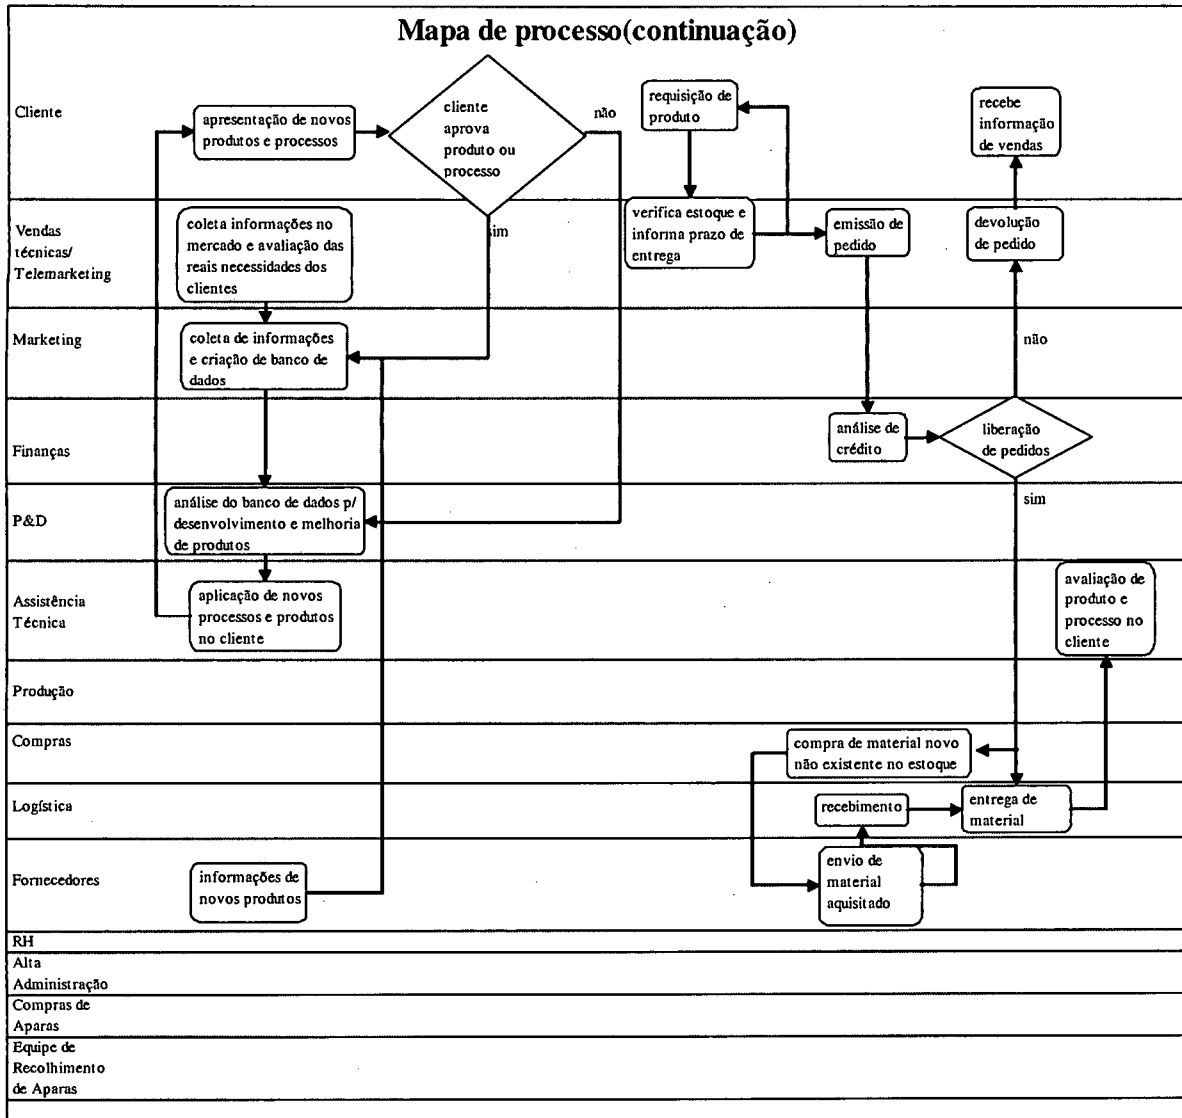 Mapa de processo(continuação)
Cliente
apresentação de novos
produtos e processos
cliente
aprova
produto ou
processo
não
sim
requisição de
produto
recebe
informação
de vendas
Vendas
técnicas/
Telemarketing
coleta informações no
mercado e avaliação das
reais necessidades dos
clientes
verifica estoque e
informa prazo de
entrega
emissão de
pedido
devolução
de pedido
Marketing
coleta de informações
e criação de banco de
dados
não
Finanças
análise de
crédito
liberação
de pedidos
P&D
análise do banco de dados p/
desenvolvimento e melhoria
de produtos
sim
Assistência
Técnica
aplicação de novos
processos e produtos
no cliente
avaliação de
produto e
processo no
cliente
Produção
Compras
compra de material novo
não existente no estoque
Logística
recebimento
entrega de
material
Fornecedores
informações de
novos produtos
envio de
material
aquisitado
RH
Alta
Administração
Compras de
Aparas
Equipe de
Recolhimento
de Aparas